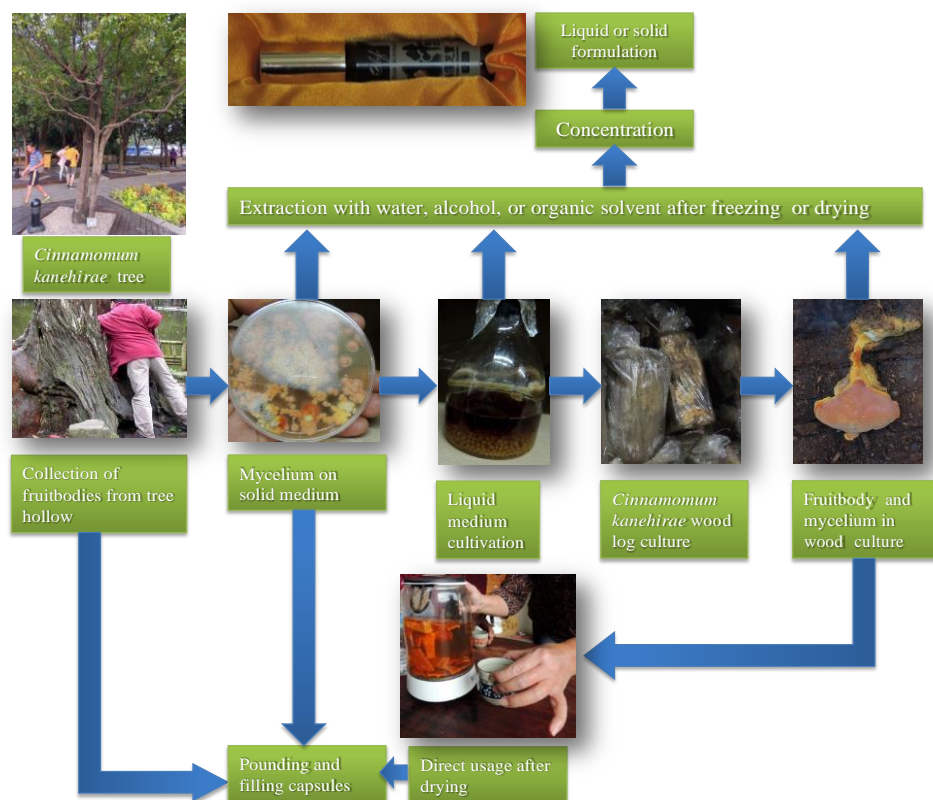 Liquid or solid
formulation
Concentration
Extraction with water, alcohol, or organic solvent after freezing or drying
Cinnamomum
kanehirae tree
Collection of
fruitbodies from tree
hollow
Mycelium on
solid medium
Liquid
medium
cultivation
Cinnamomum
kanehirae wood
log culture
Fruitbody and
mycelium in
wood culture
Pounding and
filling capsules
Direct usage after
drying